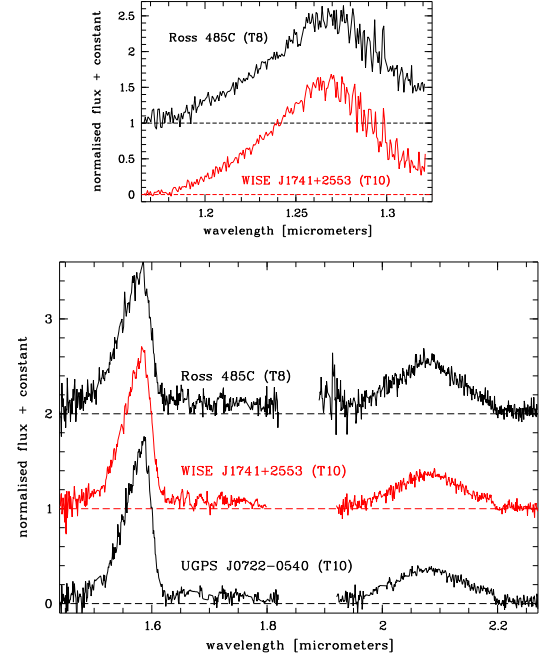 2.5
2
1.5
1
0.5
0
normalised flux + constant
Ross 485C (T8)
WISE J1741+2553 (T10)
1.2
1.25
1.3
wavelength [micrometers]
3
2
1
0
normalised flux + constant
Ross 485C (T8)
WISE J1741+2553 (T10)
UGPS J0722-0540 (T10)
1.6
1.8
2
2.2
wavelength [micrometers]